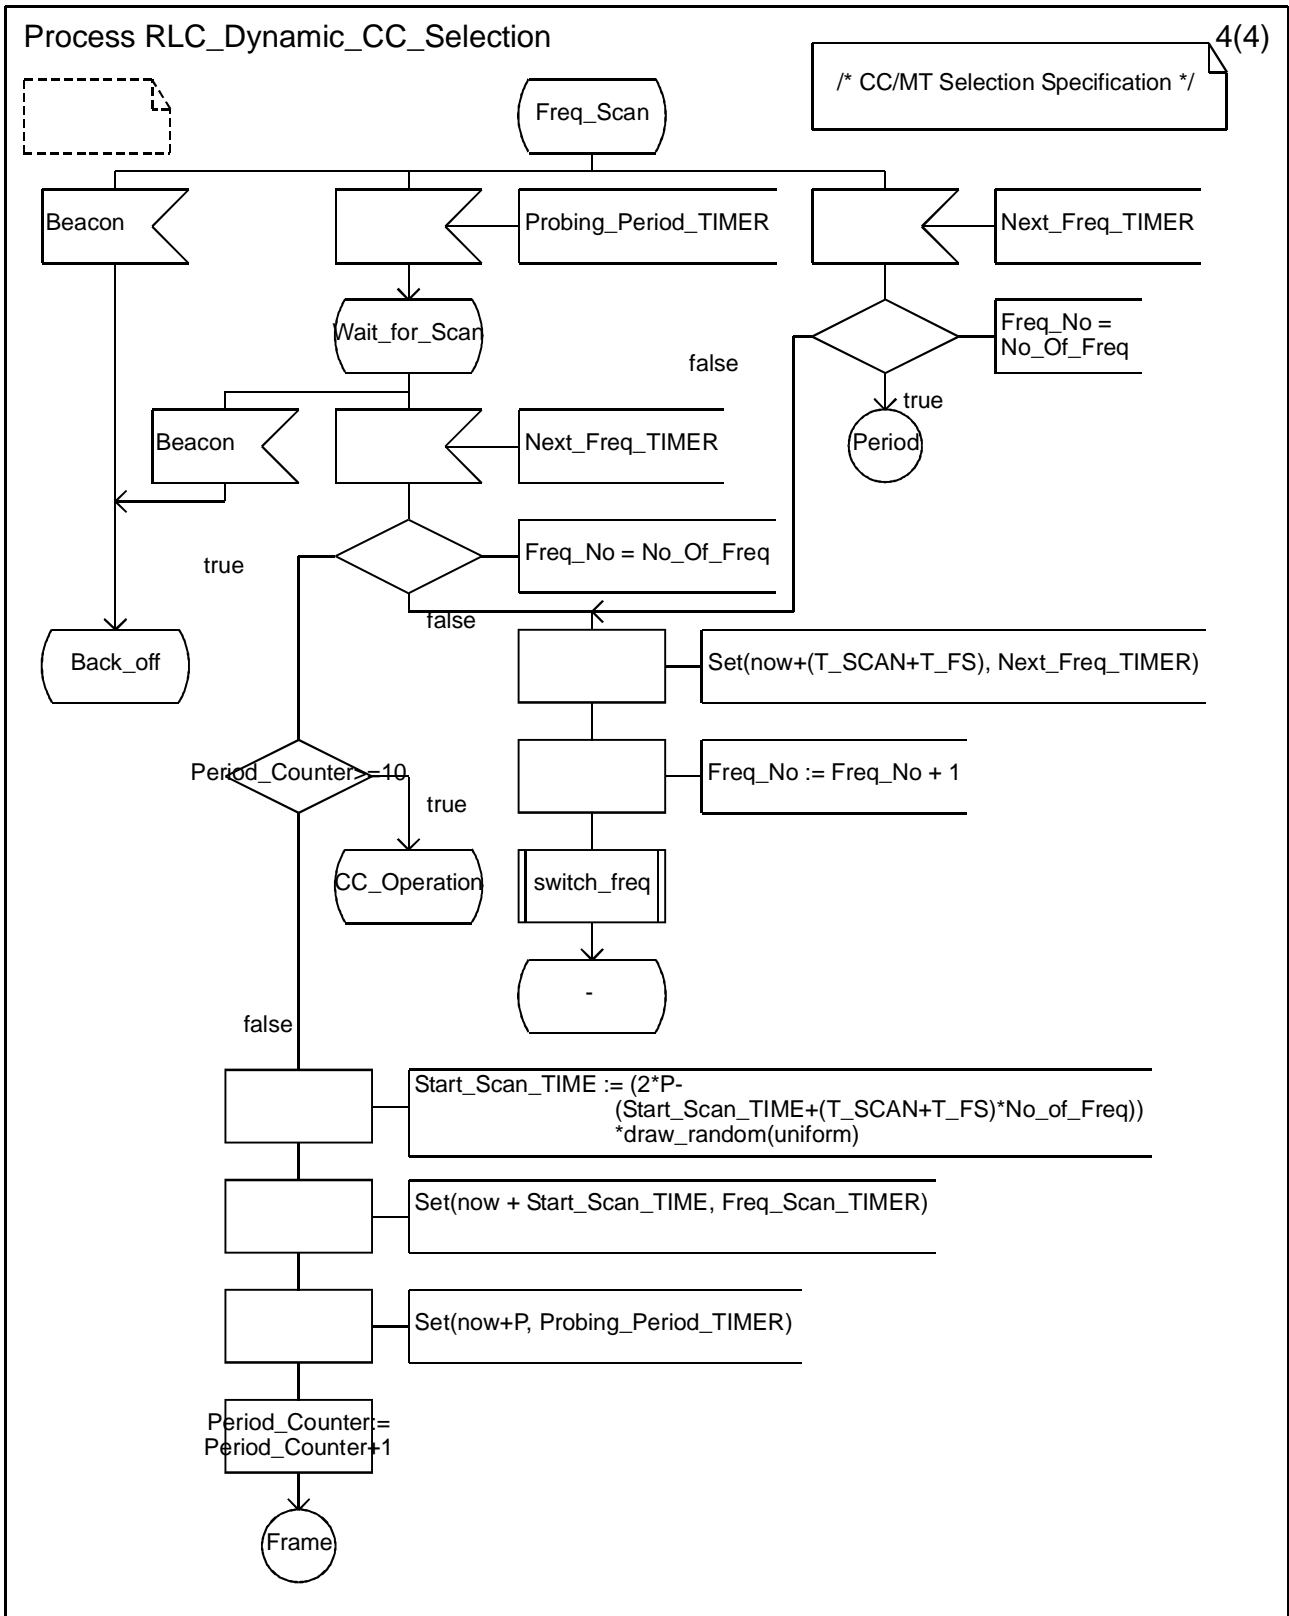 Process RLC_Dynamic_CC_Selection
4(4)
/* CC/MT Selection Specification */
Freq_Scan
Beacon
Probing_Period_TIMER
Next_Freq_TIMER
Wait_for_Scan
Freq_No =
No_Of_Freq
false
true
Beacon
Next_Freq_TIMER
Period
Freq_No = No_Of_Freq
true
false
Back_off
Set(now+(T_SCAN+T_FS), Next_Freq_TIMER)
Period_Counter>=10
Freq_No := Freq_No + 1
true
CC_Operation
switch_freq
-
false
Start_Scan_TIME := (2*P-
(Start_Scan_TIME+(T_SCAN+T_FS)*No_of_Freq))
*draw_random(uniform)
Set(now + Start_Scan_TIME, Freq_Scan_TIMER)
Set(now+P, Probing_Period_TIMER)
Period_Counter:=
Period_Counter+1
Frame